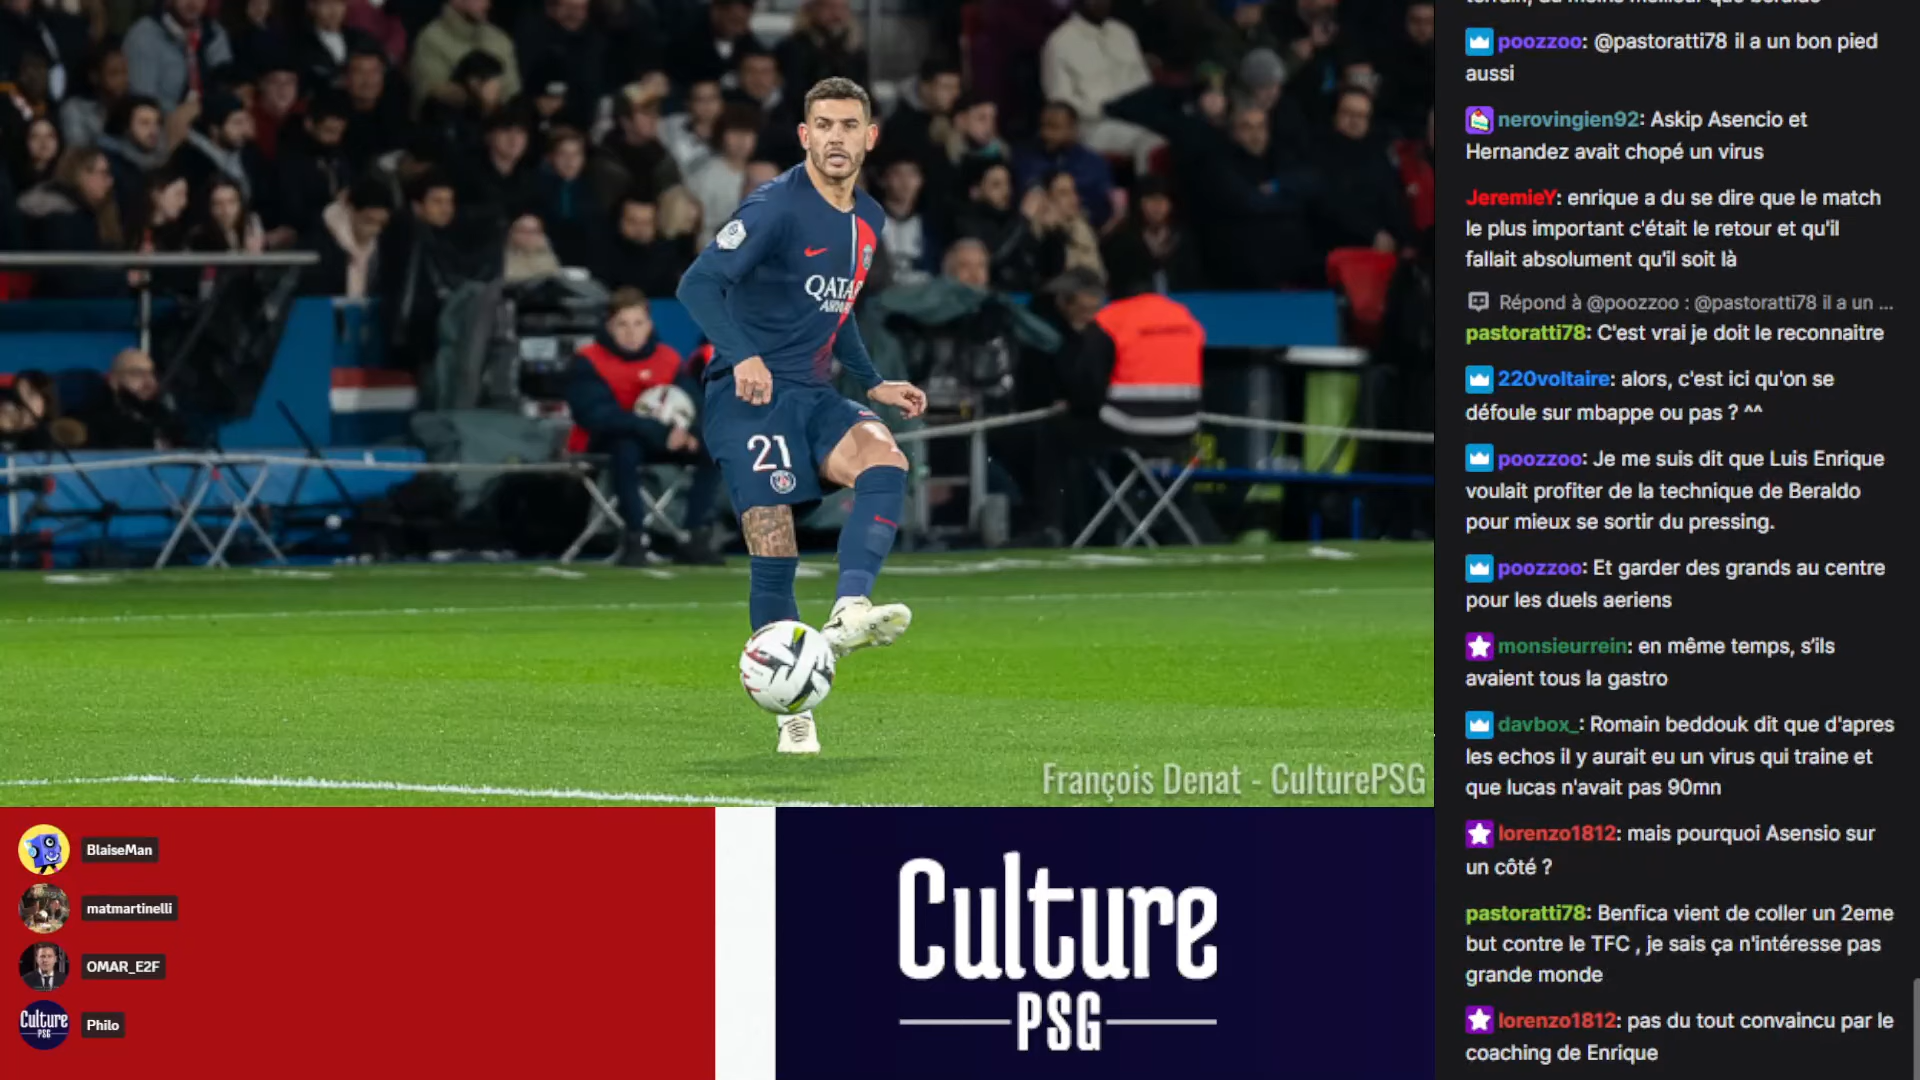 QATAR
AIRWAYS
21
François Denat - CulturePSG
BlaiseMan
matmartinelli
OMAR_E2F
Culture
PSG
Philo
Culture
PSG
poozzoo: @pastoratti78 il a un bon pied
aussi
nerovingien92: Askip Asencio et
Hernandez avait chopé un virus
JeremieY: enrique a du se dire que le match
le plus important c'était le retour et qu'il
fallait absolument qu'il soit là
Répond à @poozzoo : @pastoratti78 il a un ...
pastoratti78: C'est vrai je doit le reconnaitre
220voltaire: alors, c'est ici qu'on se
défoule sur mbappe ou pas ? ^^
poozzoo: Je me suis dit que Luis Enrique
voulait profiter de la technique de Beraldo
pour mieux se sortir du pressing.
poozzoo: Et garder des grands au centre
pour les duels aeriens
monsieurrein: en même temps, s'ils
avaient tous la gastro
davbox_: Romain beddouk dit que d'apres
les echos il y aurait eu un virus qui traine et
que lucas n'avait pas 90mn
lorenzo1812: mais pourquoi Asensio sur
un côté ?
pastoratti78: Benfica vient de coller un 2eme
but contre le TFC , je sais ça n'intéresse pas
grande monde
lorenzo1812: pas du tout convaincu par le
coaching de Enrique